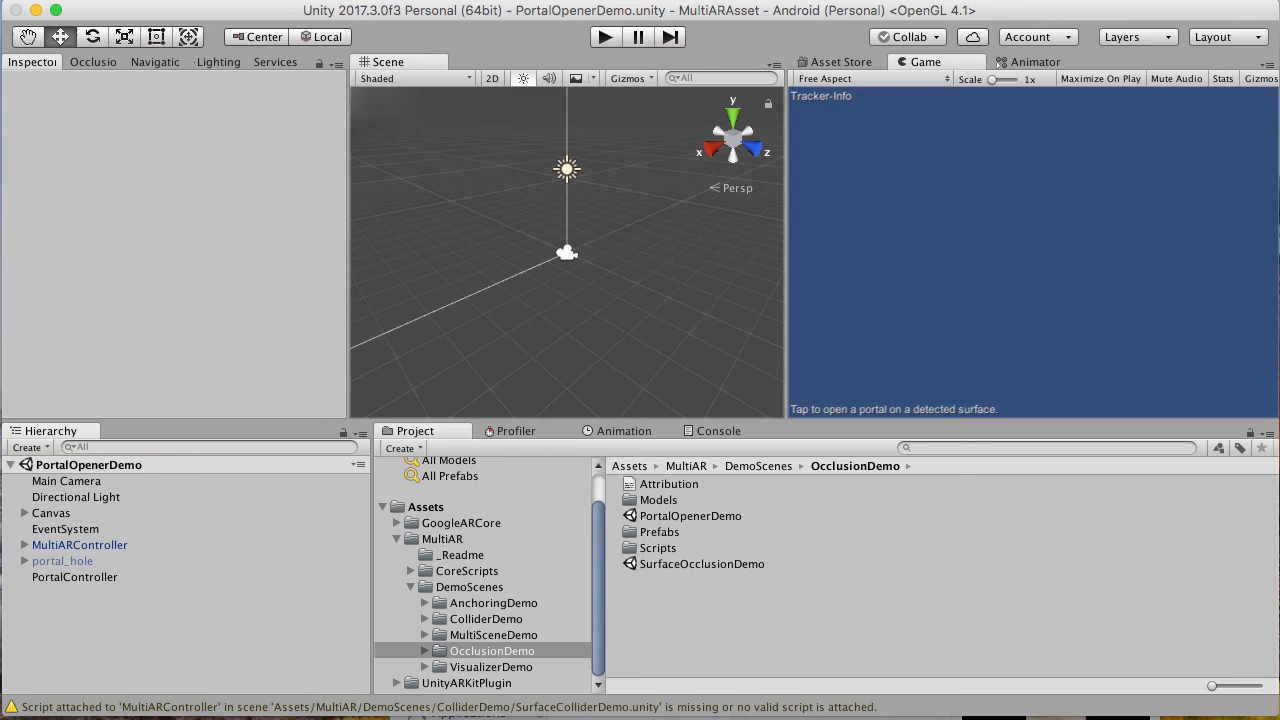 Unity 2017.3.0f3 Personal (64bit) - PortalOpenerDemo.unity - MultiARAsset - Android (Personal) <OpenGL 4.1>
Center Local Collab Account Layers Layout
Inspector Occlusio Navigatic Lighting Services
Scene
Asset Store Game Animator
Shaded 2D Gizmos All
Free Aspect Scale 1x Maximize On Play Mute Audio Stats Gizmos
Tracker-Info
y
x
z
Persp
Tap to open a portal on a detected surface.
Hierarchy
Create All
PortalOpenerDemo
Main Camera
Directional Light
Canvas
EventSystem
MultiARController
portal_hole
PortalController
Project Profiler Animation Console
Create
All Models
All Prefabs
Assets
GoogleARCore
MultiAR
_Readme
CoreScripts
DemoScenes
AnchoringDemo
ColliderDemo
MultiSceneDemo
OcclusionDemo
VisualizerDemo
UnityARKitPlugin
Assets MultiAR DemoScenes OcclusionDemo
Attribution
Models
PortalOpenerDemo
Prefabs
Scripts
SurfaceOcclusionDemo
Script attached to 'MultiARController' in scene 'Assets/MultiAR/DemoScenes/ColliderDemo/SurfaceColliderDemo.unity' is missing or no valid script is attached.